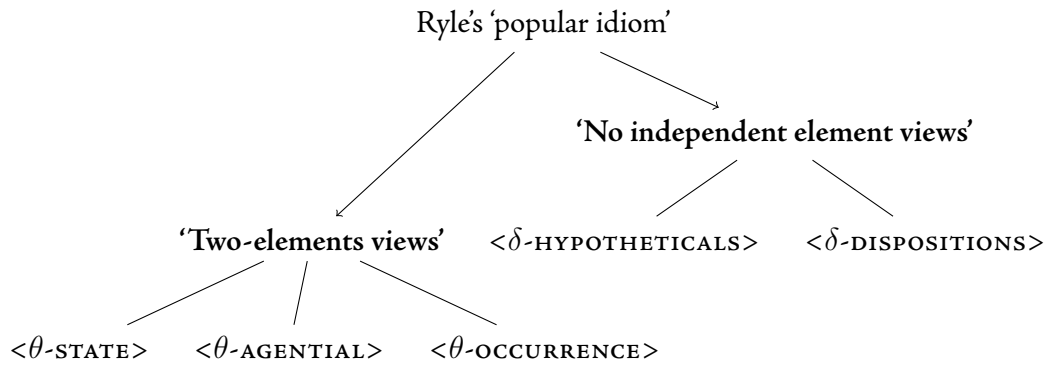 Ryle’s ‘popular idiom’
‘No independent element views’
‘Two-elements views’ <δ-HYPOTHETICALS> <δ-DISPOSITIONS>
<θ-STATE> <θ-AGENTIAL> <θ-OCCURRENCE>